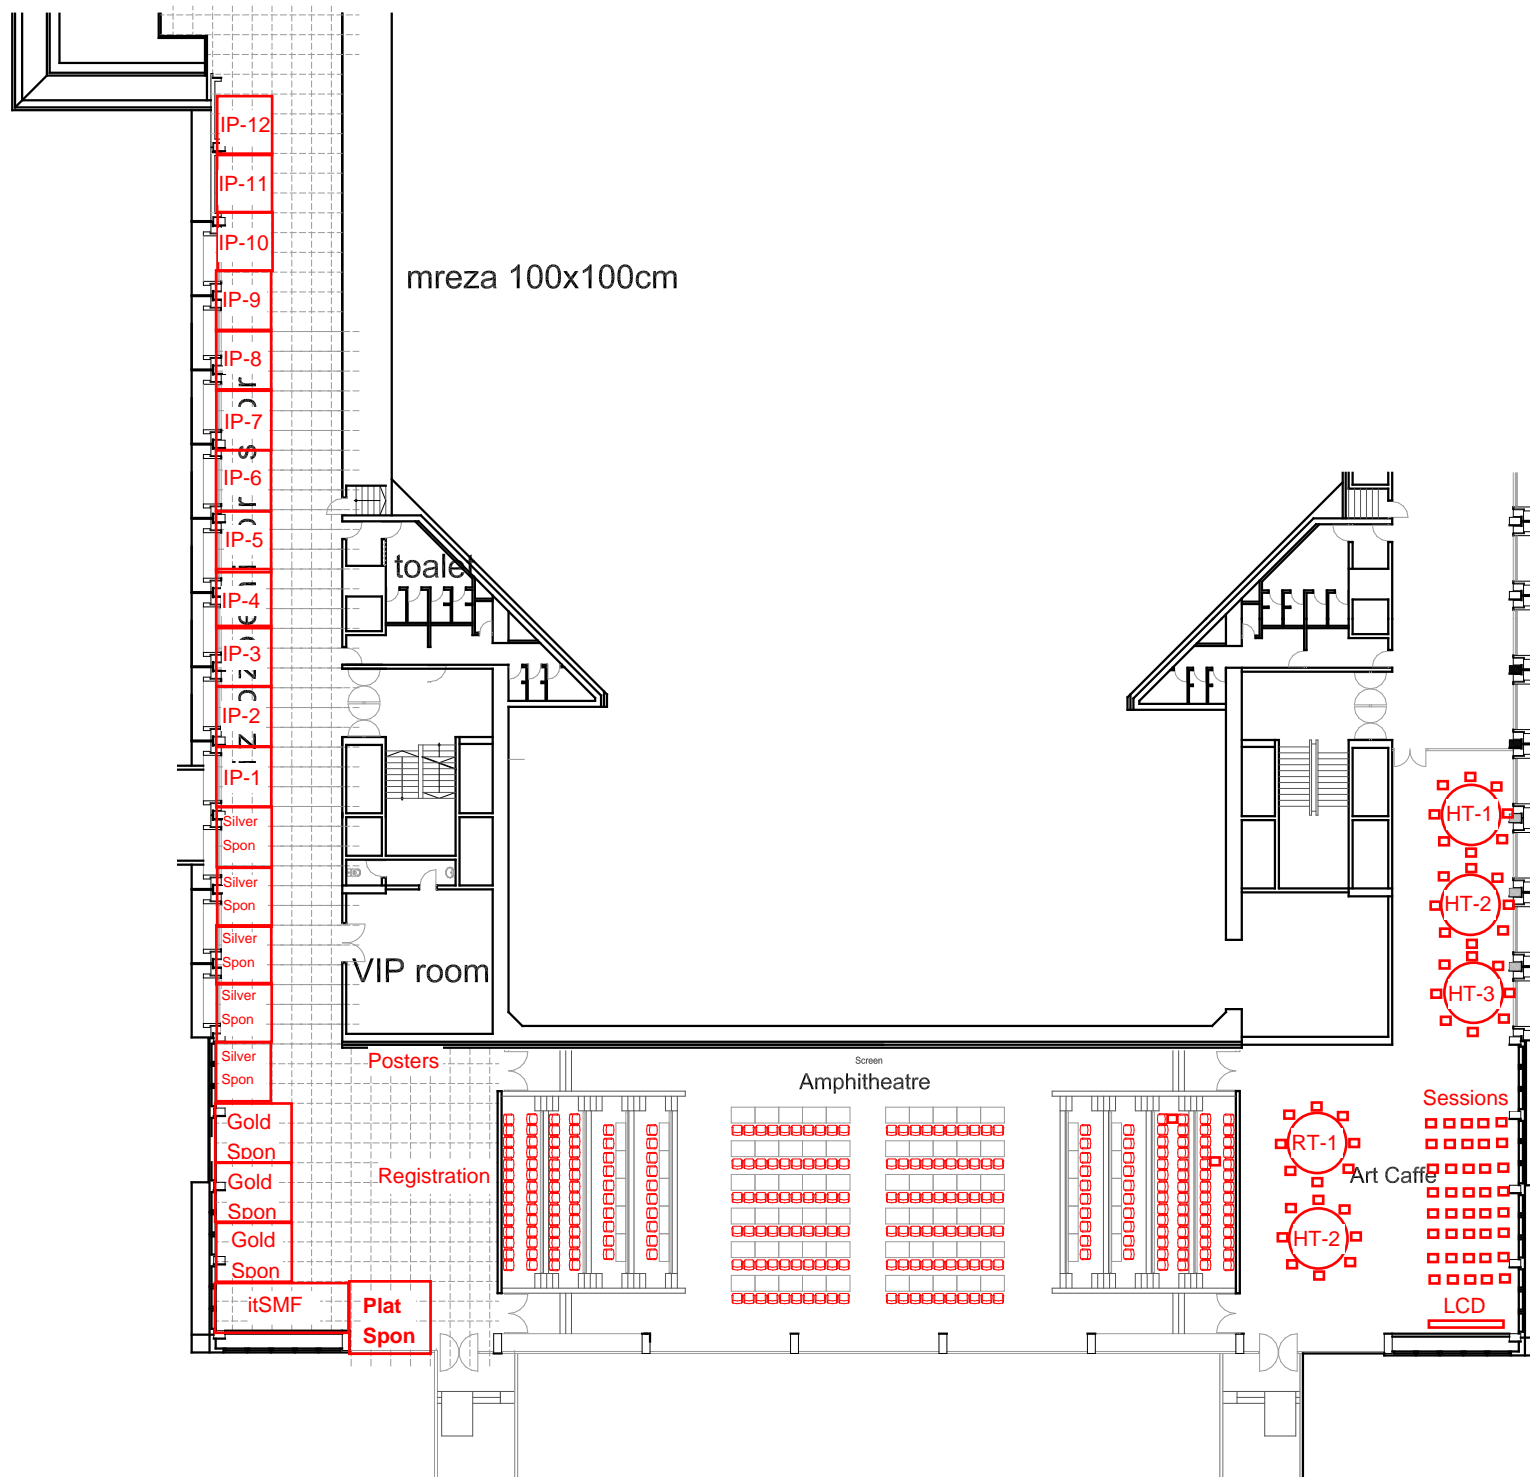 IP-12
IP-11
IP-10
mreza 100x100cm
IP-9
IP-8
IP-7
IP-6
IP-5
toalet
IP-4
IP-3
IP-2
IP-1
Silver
Spon
Silver
Spon
Silver
Spon
Silver
Spon
Silver
Spon
VIP room
Posters
Gold
Spon
Registration
Gold
Spon
Gold
Spon
itSMF
Plat
Spon
Screen
Amphitheatre
HT-1
HT-2
HT-3
Sessions
RT-1
Art Caffe
HT-2
LCD